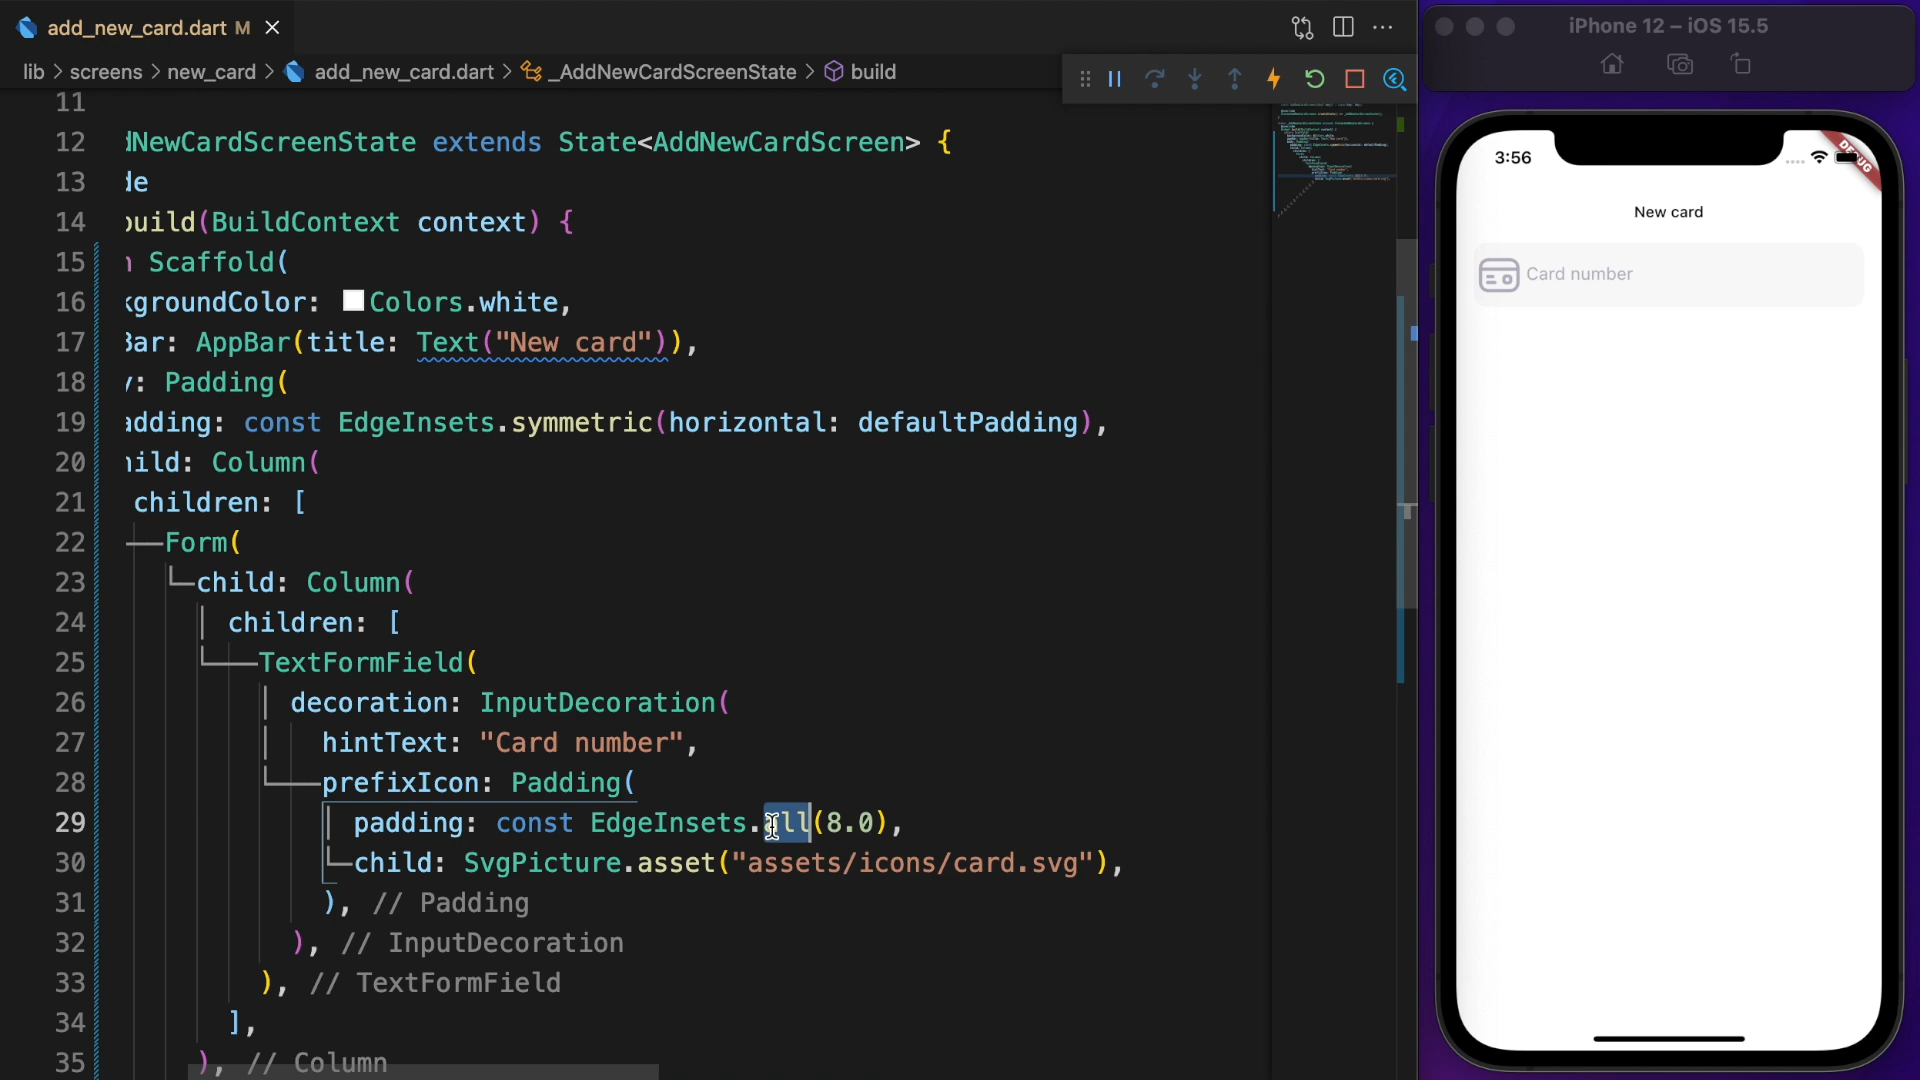 add_new_card.dart M
lib > screens > new_card > add_new_card.dart > _AddNewCardScreenState > build
11
12 NewCardScreenState extends State<AddNewCardScreen> {
13 de
14 build(BuildContext context) {
15 n Scaffold(
16 kgroundColor: Colors.white,
17 Bar: AppBar(title: Text("New card")),
18 y: Padding(
19 adding: const EdgeInsets.symmetric(horizontal: defaultPadding),
20 hild: Column(
21 children: [
22 Form(
23 child: Column(
24 children: [
25 TextFormField(
26 decoration: InputDecoration(
27 hintText: "Card number",
28 prefixIcon: Padding(
29 padding: const EdgeInsets.all(8.0),
30 child: SvgPicture.asset("assets/icons/card.svg"),
31 ), // Padding
32 ), // InputDecoration
33 ), // TextFormField
34 ],
35 ), // Column
iPhone 12 – iOS 15.5
3:56
DEBUG
New card
Card number